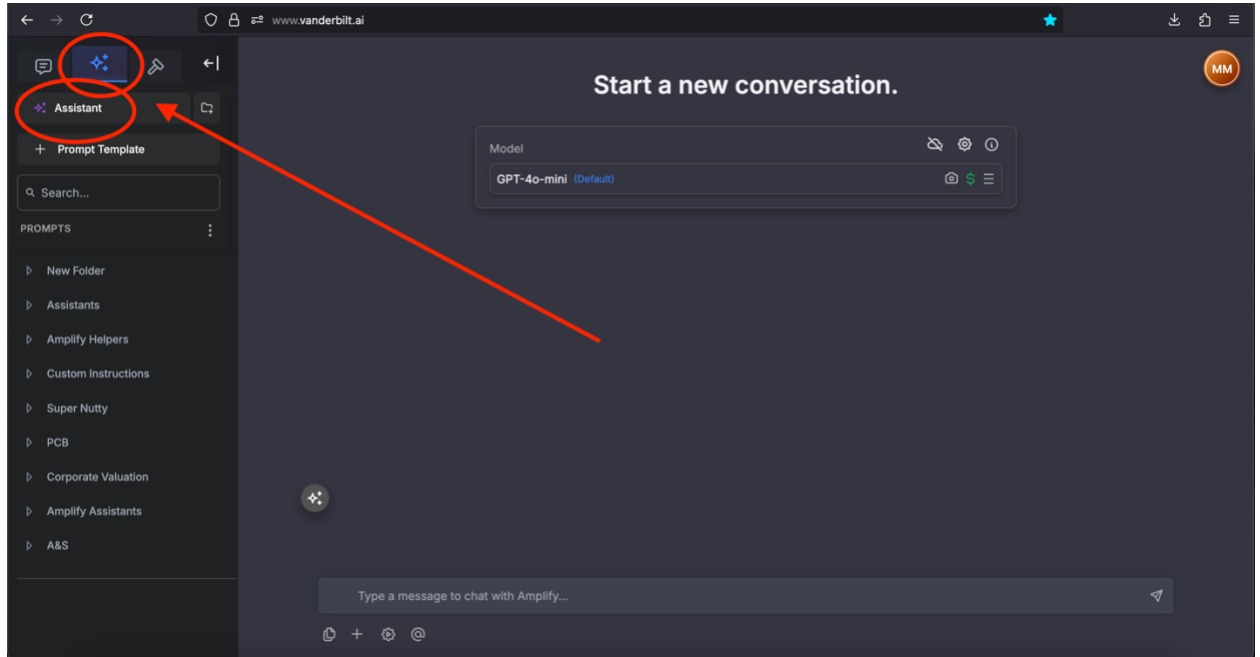 www.vanderbilt.ai
MM
Start a new conversation.
Assistant
Prompt Template
Search...
PROMPTS
New Folder
Assistants
Amplify Helpers
Custom Instructions
Super Nutty
PCB
Corporate Valuation
Amplify Assistants
A&S
Model
GPT-4o-mini (Default)
$
Type a message to chat with Amplify...
@